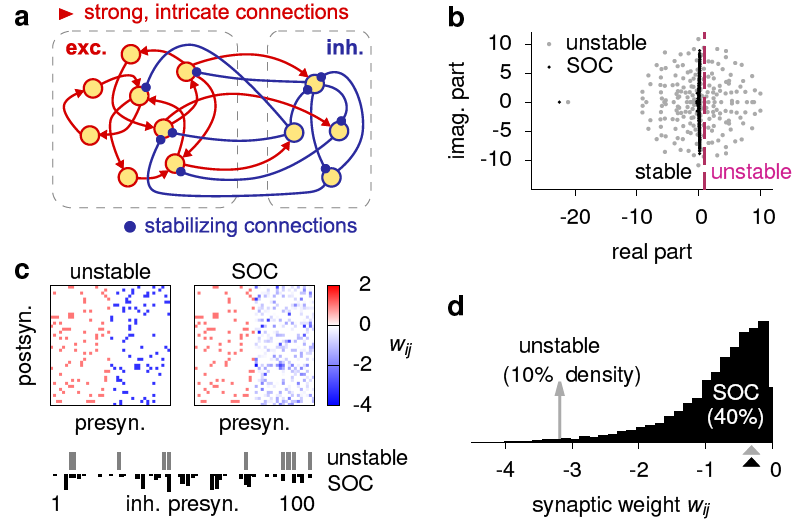 a
strong, intricate connections
exc.
inh.
stabilizing connections
b
imag. part
10
5
0
-5
-10
unstable
SOC
stable
unstable
-20
-10
0
10
real part
c
unstable
SOC
postsyn.
presyn.
presyn.
2
0
-2
-4
wij
unstable
SOC
1
inh. presyn.
100
d
unstable
(10% density)
SOC
(40%)
-4
-3
-2
-1
0
synaptic weight wij